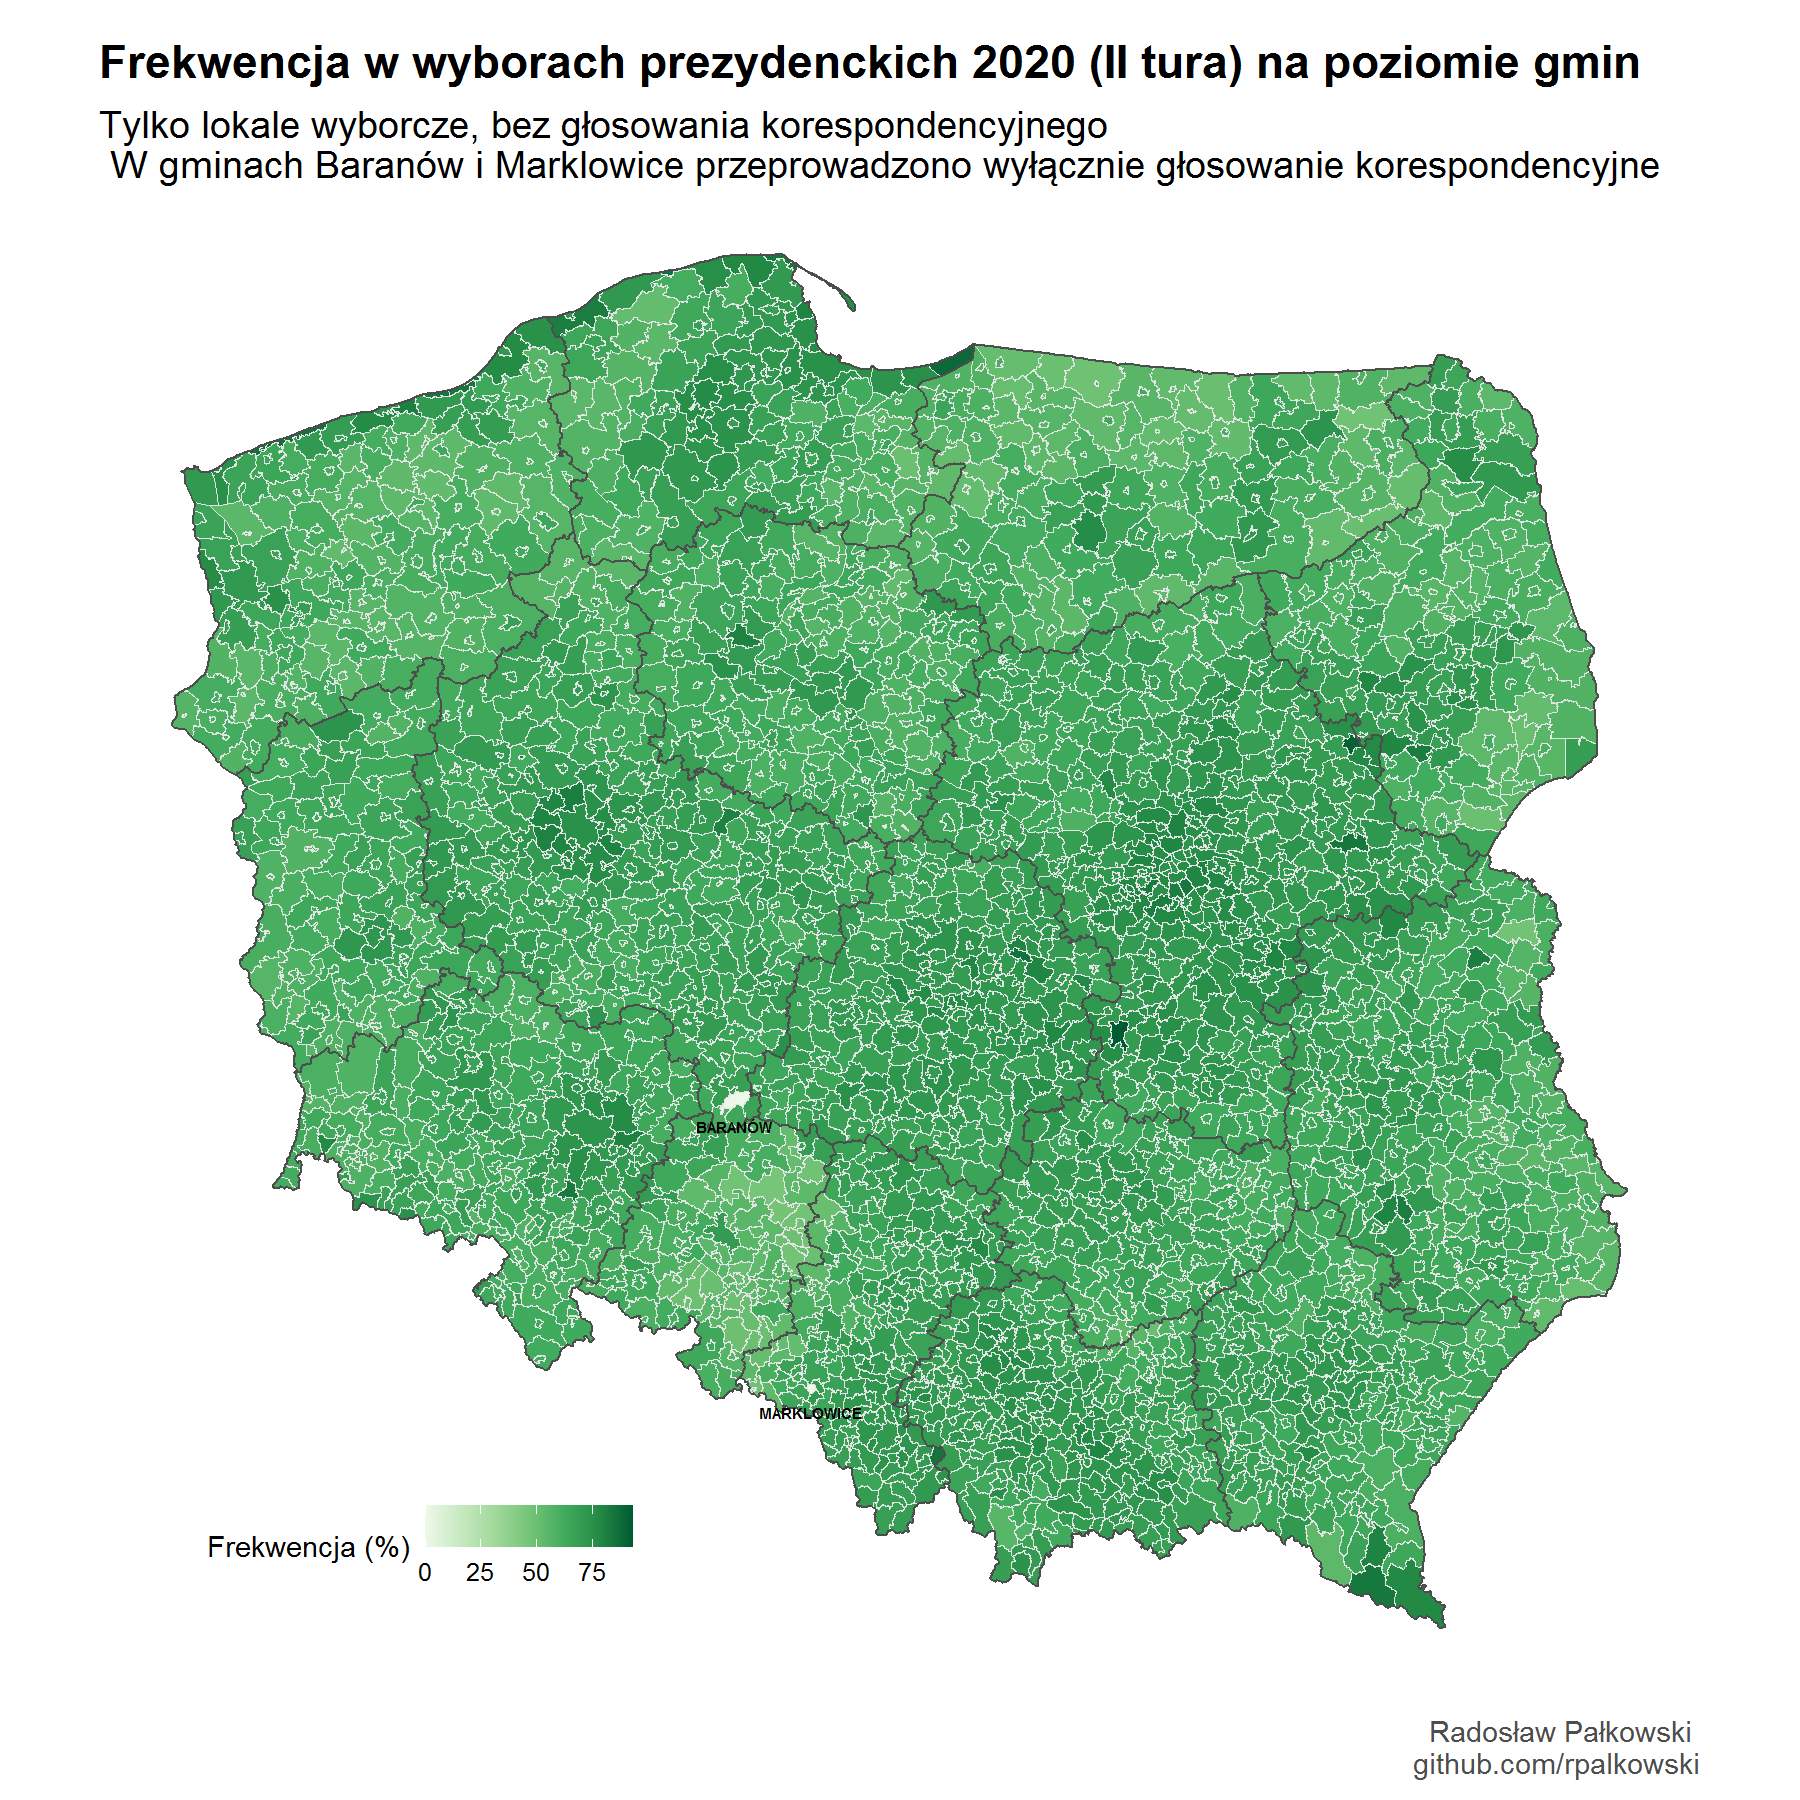 Frekwencja w wyborach prezydenckich 2020 (II tura) na poziomie gmin
Tylko lokale wyborcze, bez głosowania korespondencyjnego
W gminach Baranów i Marklowice przeprowadzono wyłącznie głosowanie korespondencyjne
BARANÓW
MARKLOWICE
Frekwencja (%)
0 25 50 75
Radosław Pałkowski
github.com/rpalkowski